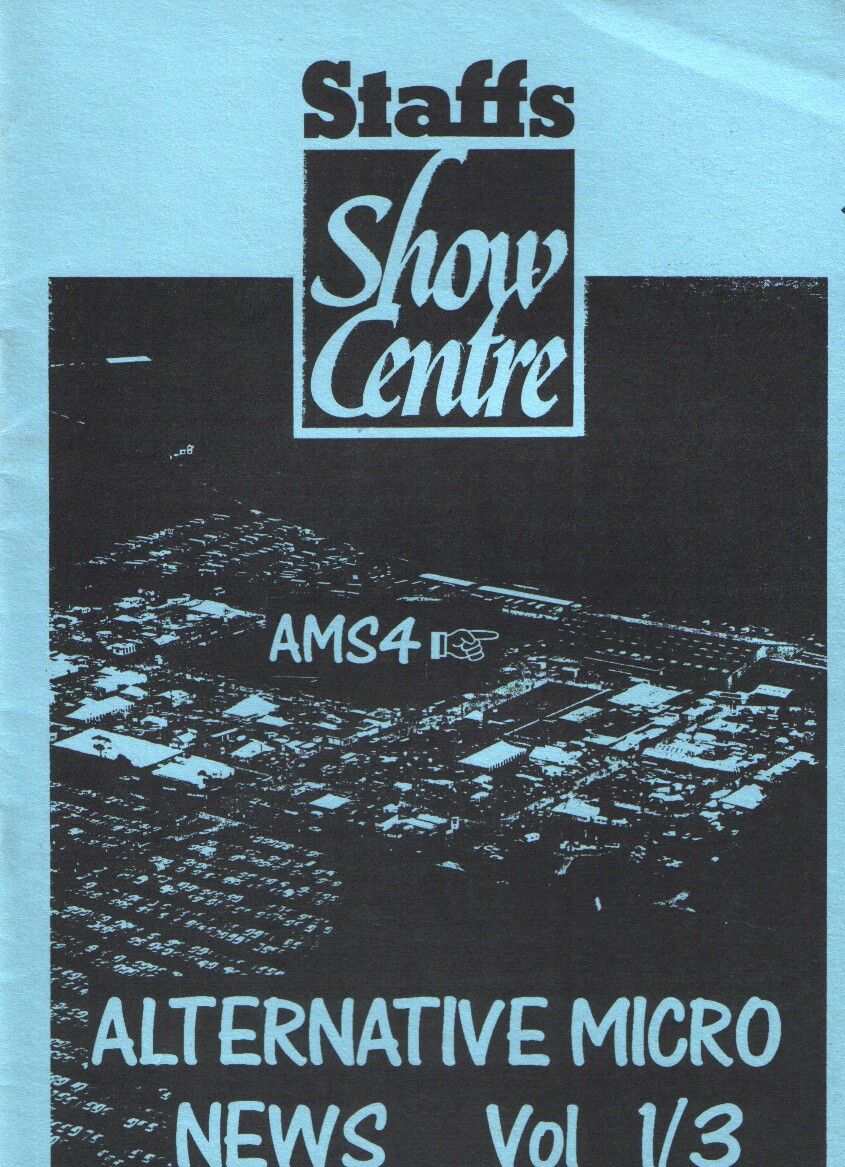 Staffs
Show
Centre
AMS4
ALTERNATIVE MICRO
NEWS Vol 1/3